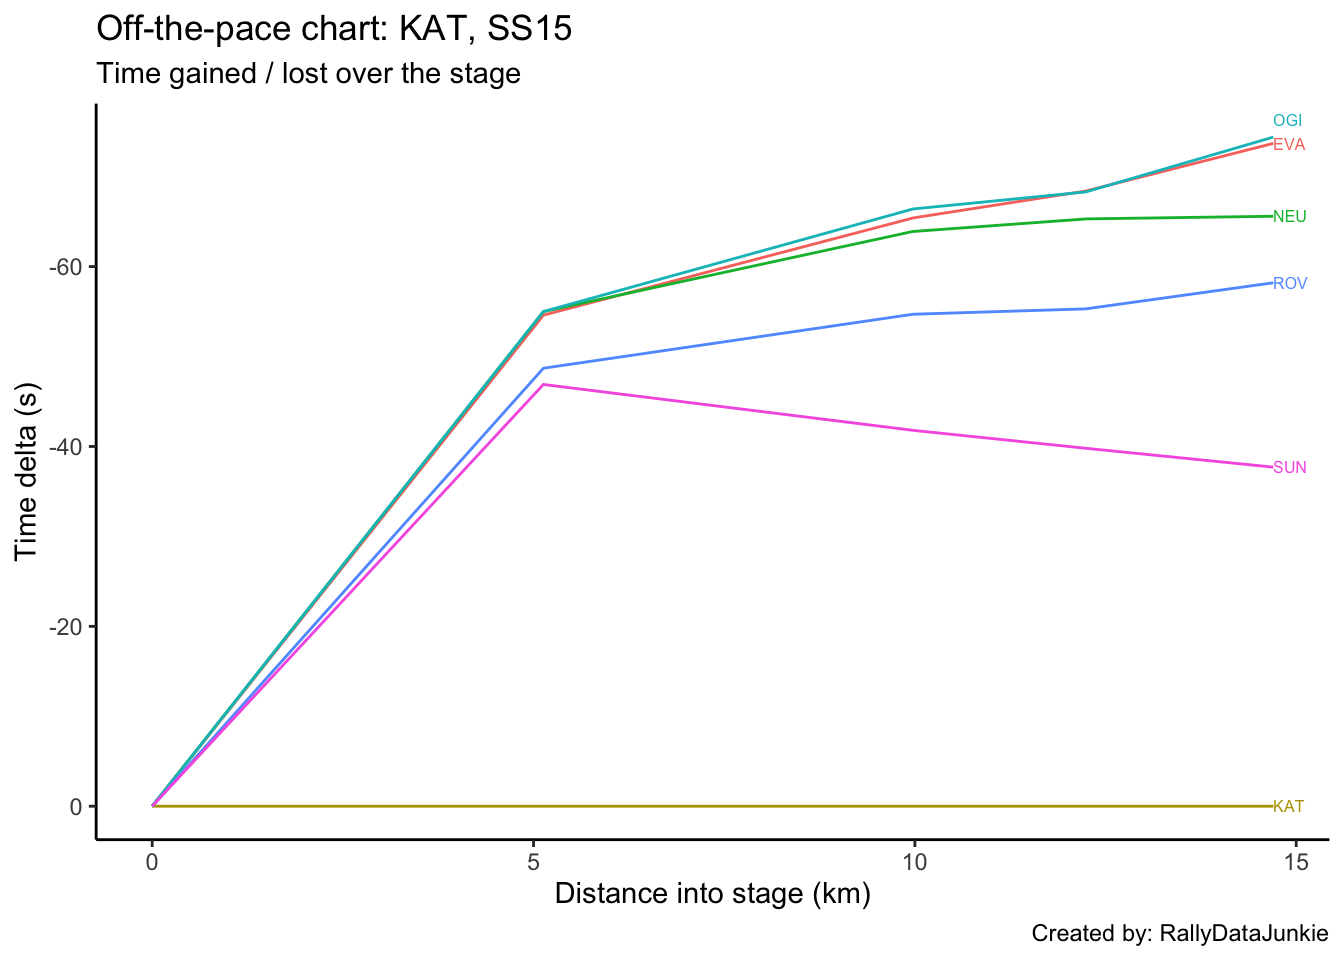 Off-the-pace chart: KAT, SS15
Time gained / lost over the stage
OGI
EVA
NEU
ROV
SUN
KAT
-60
-40
-20
0
Time delta (s)
0 5 10 15
Distance into stage (km)
Created by: RallyDataJunkie